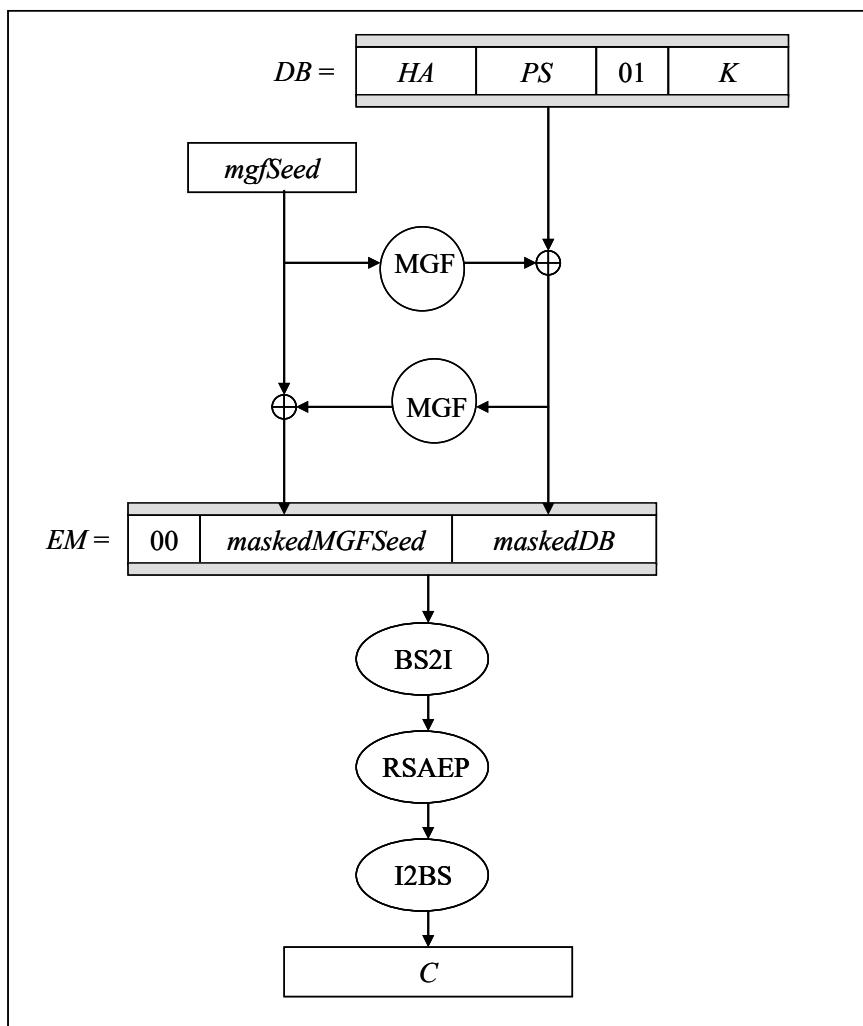 DB = HA PS 01 K
mgfSeed
MGF
MGF
EM = 00 maskedMGFSeed maskedDB
BS2I
RSAEP
I2BS
C